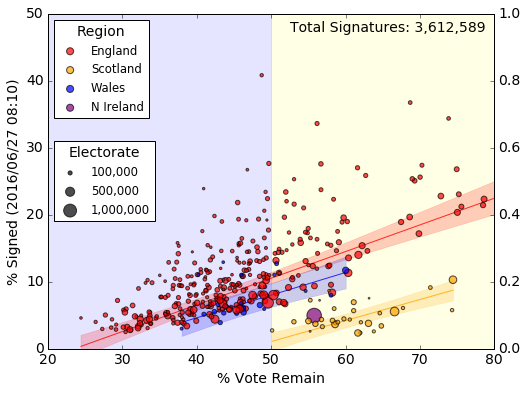 Total Signatures: 3,612,589
Region
England
Scotland
Wales
N Ireland
Electorate
100,000
500,000
1,000,000
% Signed (2016/06/27 08:10)
50
40
30
20
10
0
1.0
0.8
0.6
0.4
0.2
0.0
20 30 40 50 60 70 80
% Vote Remain